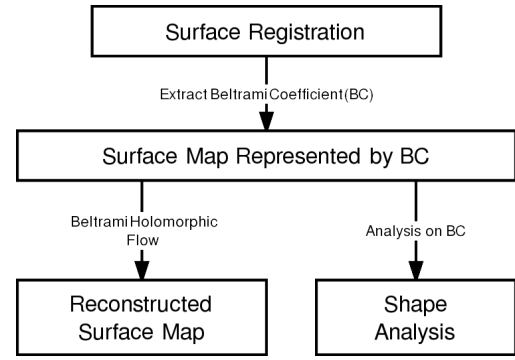 Surface Registration
Extract Beltrami Coefficient (BC)
Surface Map Represented by BC
Beltrami Holomorphic
Flow
Analysis on BC
Reconstructed
Surface Map
Shape
Analysis